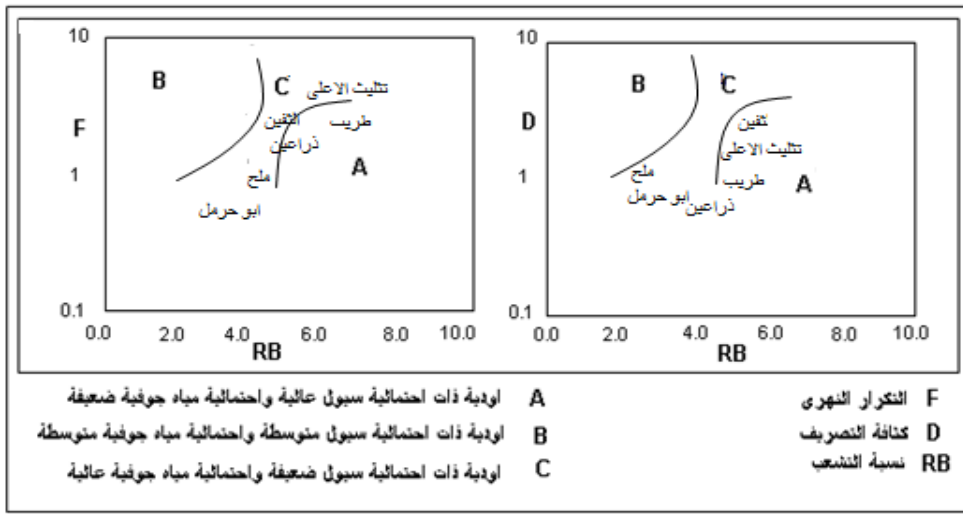 10
B
C
تثليث الاعلى
F
الثفين
طريب
ذراعين
A
1
ملح
ابو حرمل
0.1
0.0 2.0 4.0 6.0 8.0 10.0
RB
10
B
C
D
ثفين
تثليث الاعلى
ملح
1
طريب
A
ابو حرمل
ذراعين
0.1
0.0 2.0 4.0 6.0 8.0 10.0
RB
A اودية ذات احتمالية سيول عالية واحتمالية مياه جوفية ضعيفة
B اودية ذات احتمالية سيول متوسطة واحتمالية مياه جوفية متوسطة
C اودية ذات احتمالية سيول ضعيفة واحتمالية مياه جوفية عالية
F التكرار النهرى
D كثافة التصريف
RB نسبة التشعب